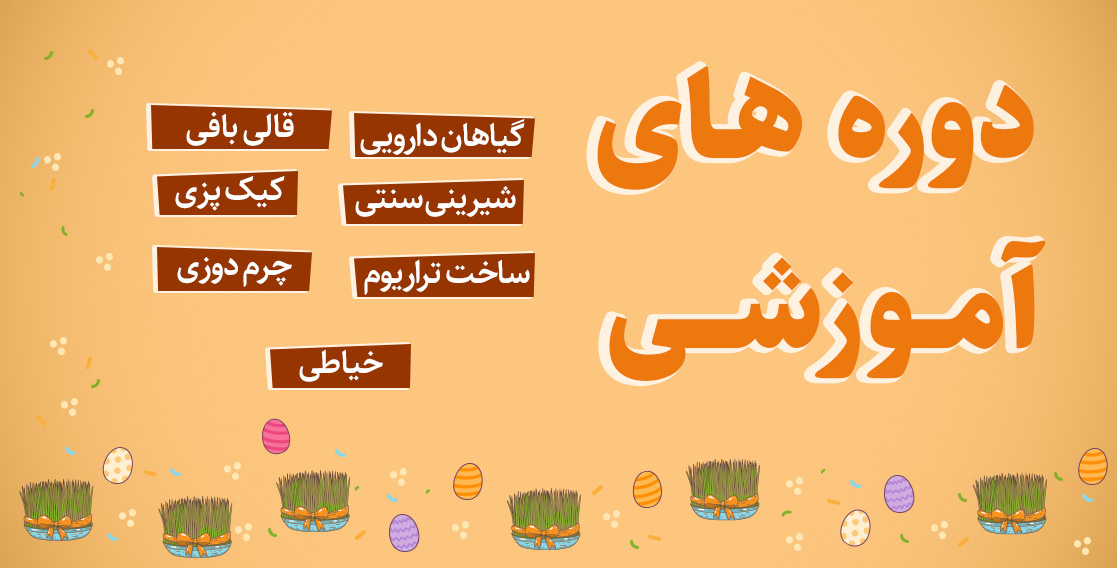 دوره های
آموزشی
گیاهان دارویی
قالی بافی
شیرینی سنتی
کیک پزی
ساخت تراریوم
چرم دوزی
خیاطی